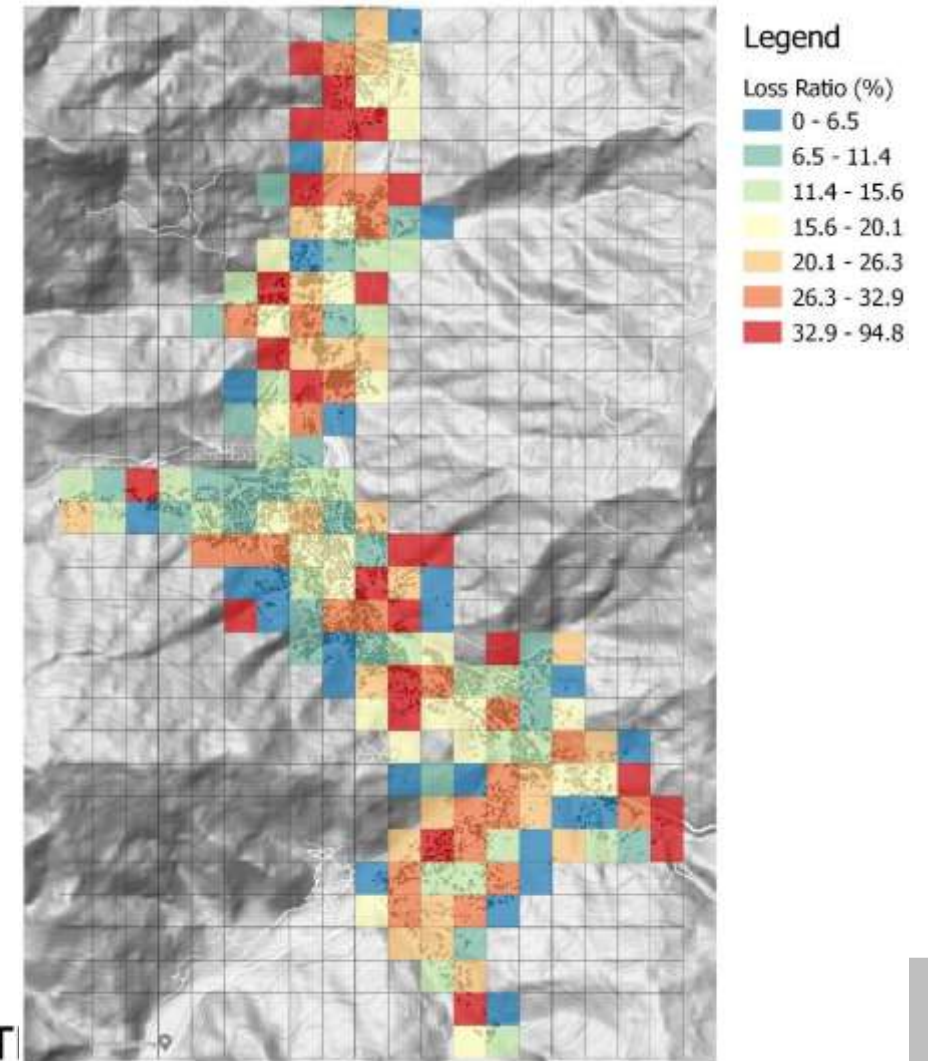 Legend
Loss Ratio (%)
0 - 6.5
6.5 - 11.4
11.4 - 15.6
15.6 - 20.1
20.1 - 26.3
26.3 - 32.9
32.9 - 94.8